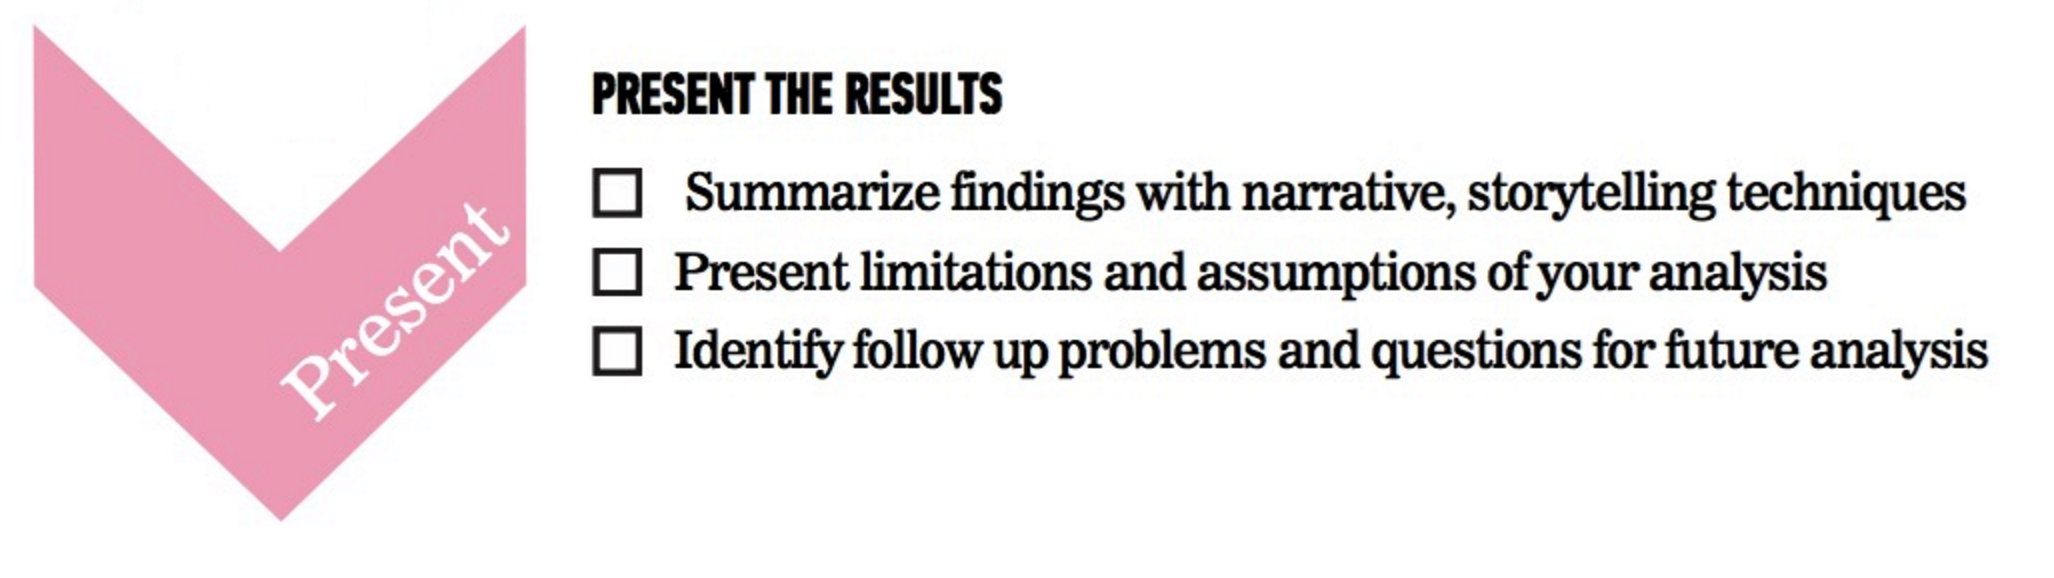 Present
PRESENT THE RESULTS
Summarize findings with narrative, storytelling techniques
Present limitations and assumptions of your analysis
Identify follow up problems and questions for future analysis